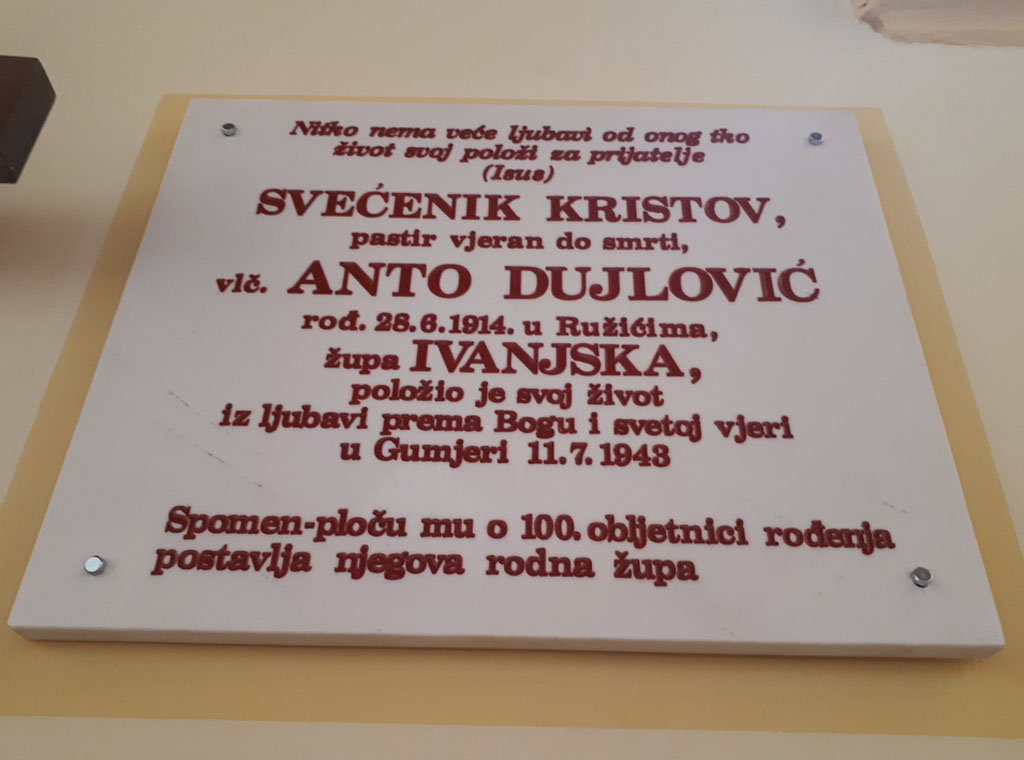 Nitko nema veće ljubavi od onog tko
život svoj položi za prijatelje
(Isus)
SVEĆENIK KRISTOV,
pastir vjeran do smrti,
vlč. ANTO DUJLOVIĆ
rođ. 28.6.1914. u Ružićima,
župa IVANJSKA,
položio je svoj život
iz ljubavi prema Bogu i svetoj vjeri
u Gumjeri 11.7.1943
Spomen-ploču mu o 100. obljetnici rođenja
postavlja njegova rodna župa